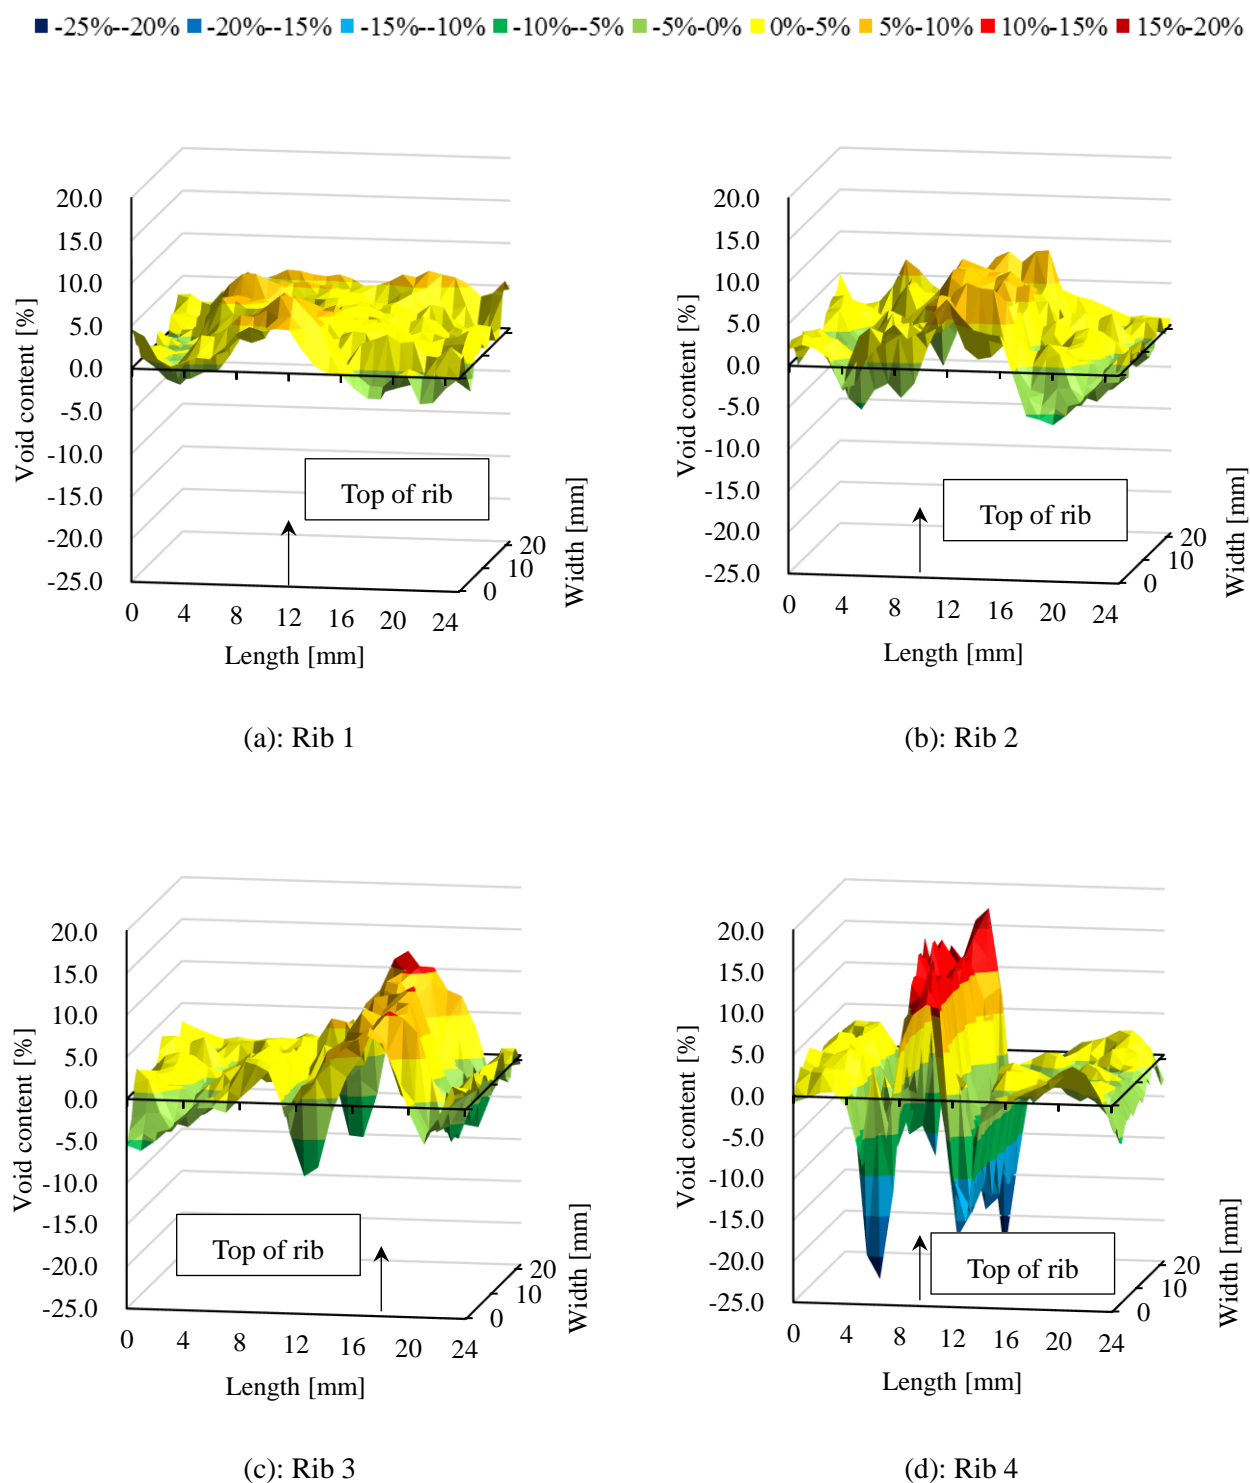 -25%--20% -20%--15% -15%--10% -10%--5% -5%-0% 0%-5% 5%-10% 10%-15% 15%-20%
20.0
15.0
10.0
5.0
0.0
-5.0
-10.0
-15.0
-20.0
-25.0
Void content [%]
Top of rib
0 4 8 12 16 20 24
Length [mm]
0 10 20
Width [mm]
(a): Rib 1
20.0
15.0
10.0
5.0
0.0
-5.0
-10.0
-15.0
-20.0
-25.0
Void content [%]
Top of rib
0 4 8 12 16 20 24
Length [mm]
0 10 20
Width [mm]
(b): Rib 2
20.0
15.0
10.0
5.0
0.0
-5.0
-10.0
-15.0
-20.0
-25.0
Void content [%]
Top of rib
0 4 8 12 16 20 24
Length [mm]
0 10 20
Width [mm]
(c): Rib 3
20.0
15.0
10.0
5.0
0.0
-5.0
-10.0
-15.0
-20.0
-25.0
Void content [%]
Top of rib
0 4 8 12 16 20 24
Length [mm]
0 10 20
Width [mm]
(d): Rib 4